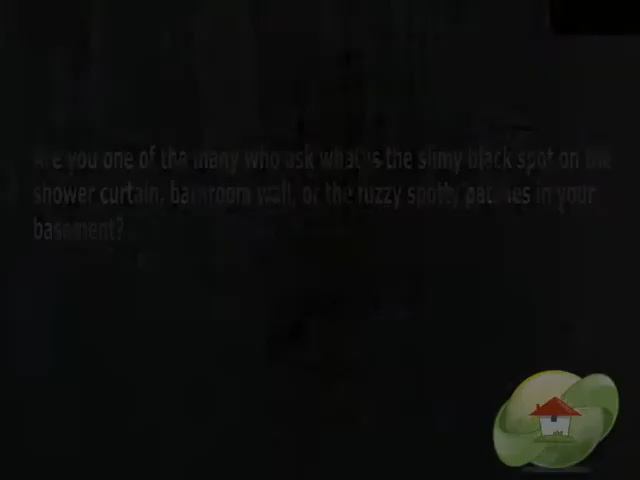 Are you one of the many who ask what is the slimy black spot on the
shower curtain, bathroom wall, or the fuzzy spotty patches in your
basement?